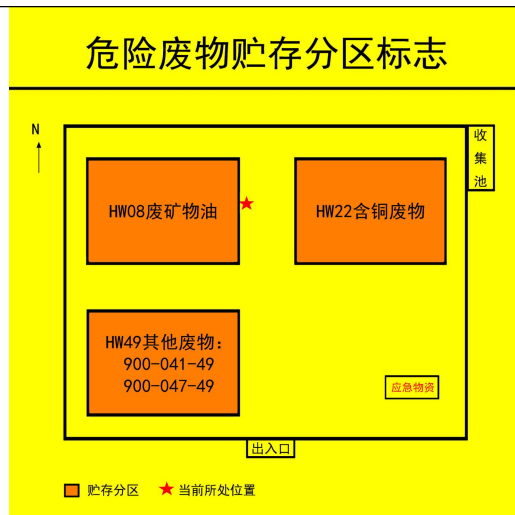 危险废物贮存分区标志
N
收
集
池
HW08废矿物油
HW22含铜废物
HW49其他废物:
900-041-49
900-047-49
应急物资
出入口
贮存分区
当前所处位置